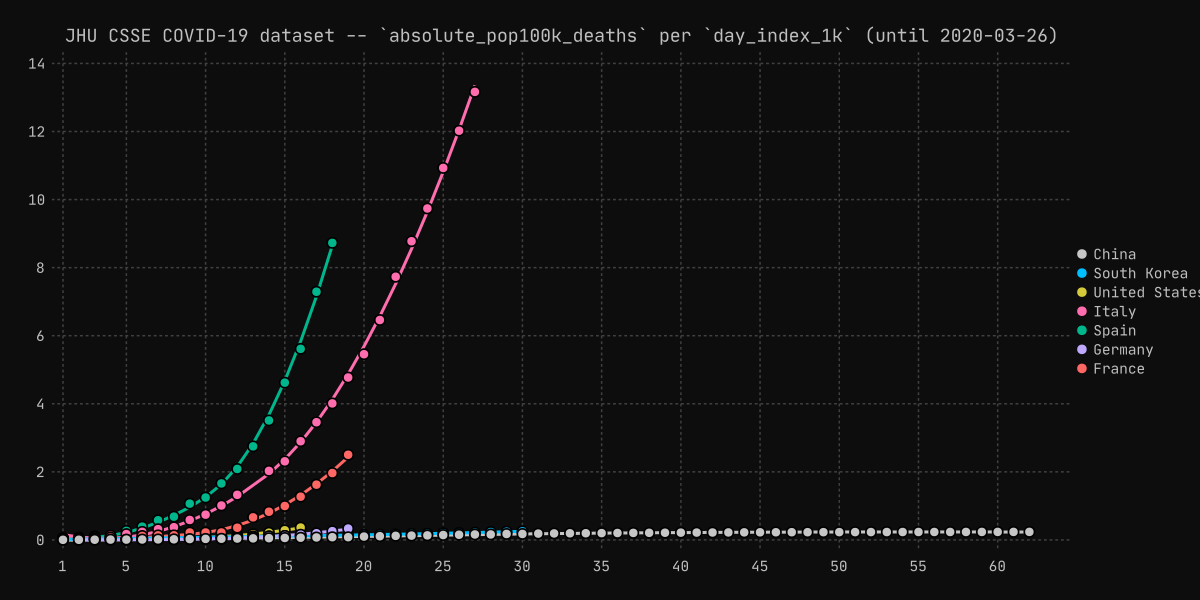 JHU CSSE COVID-19 dataset -- `absolute_pop100k_deaths` per `day_index_1k` (until 2020-03-26)
14
12
10
8
6
4
2
0
China
South Korea
United States
Italy
Spain
Germany
France
1 5 10 15 20 25 30 35 40 45 50 55 60